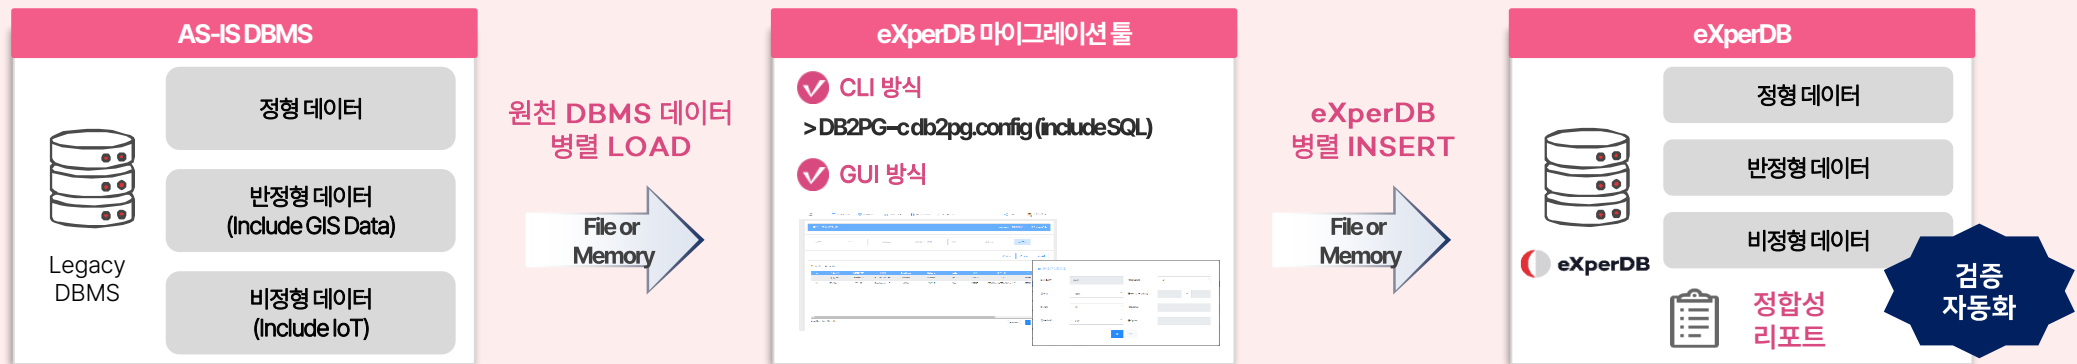 AS-IS DBMS
정형 데이터
반정형 데이터
(Include GIS Data)
비정형 데이터
(Include IoT)
Legacy
DBMS
원천 DBMS 데이터
병렬 LOAD
File or
Memory
eXperDB 마이그레이션 툴
CLI 방식
> DB2PG–c db2pg.config (include SQL)
GUI 방식
eXperDB
병렬 INSERT
File or
Memory
eXperDB
정형 데이터
반정형 데이터
비정형 데이터
eXperDB
정합성
리포트
검증
자동화